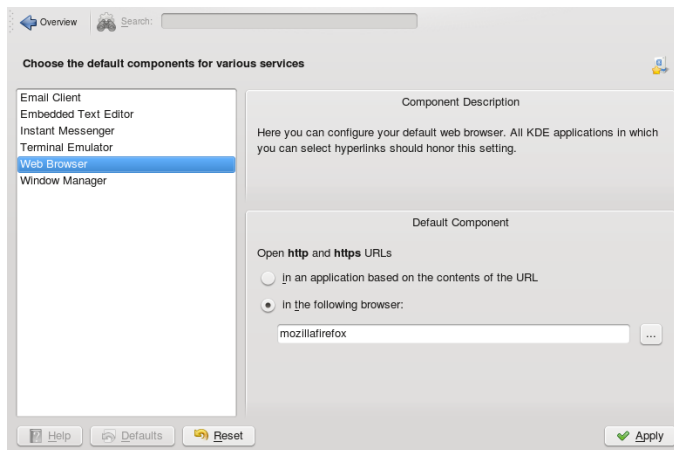 Overview
Search:
Choose the default components for various services
Email Client
Embedded Text Editor
Instant Messenger
Terminal Emulator
Web Browser
Window Manager
Component Description
Here you can configure your default web browser. All KDE applications in which
you can select hyperlinks should honor this setting.
Default Component
Open http and https URLs
in an application based on the contents of the URL
in the following browser:
mozillafirefox
...
Help
Defaults
Reset
Apply